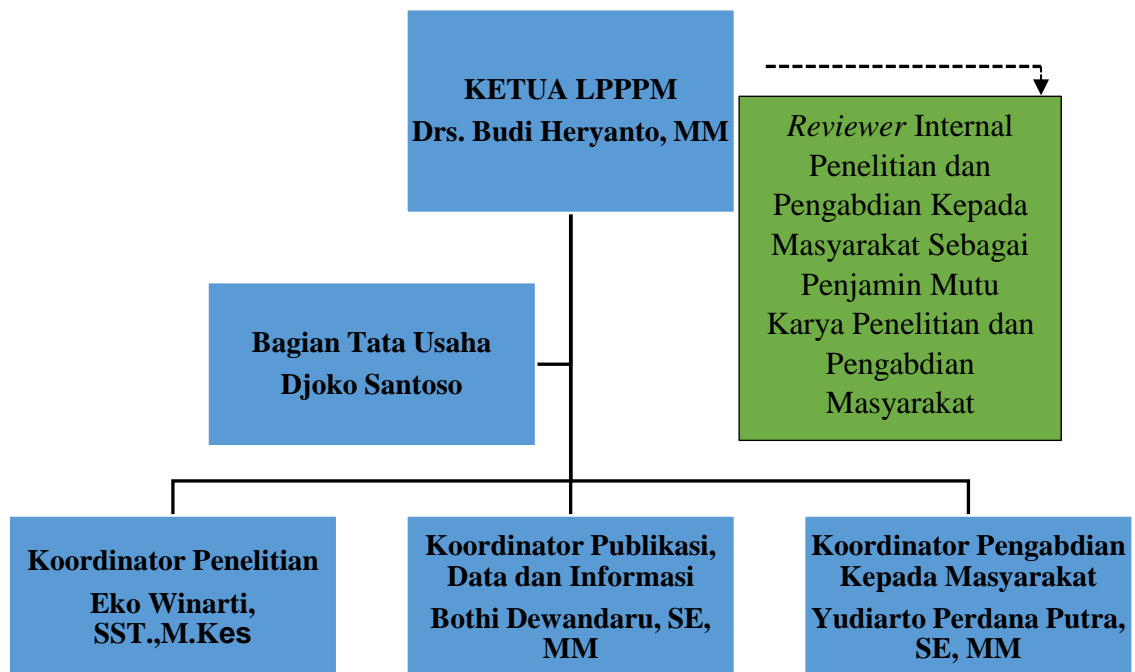 KETUA LPPPM
Drs. Budi Heryanto, MM
Reviewer Internal
Penelitian dan
Pengabdian Kepada
Masyarakat Sebagai
Penjamin Mutu
Karya Penelitian dan
Pengabdian
Masyarakat
Bagian Tata Usaha
Djoko Santoso
Koordinator Penelitian
Eko Winarti,
SST.,M.Kes
Koordinator Publikasi,
Data dan Informasi
Bothi Dewandaru, SE,
MM
Koordinator Pengabdian
Kepada Masyarakat
Yudiarto Perdana Putra,
SE, MM